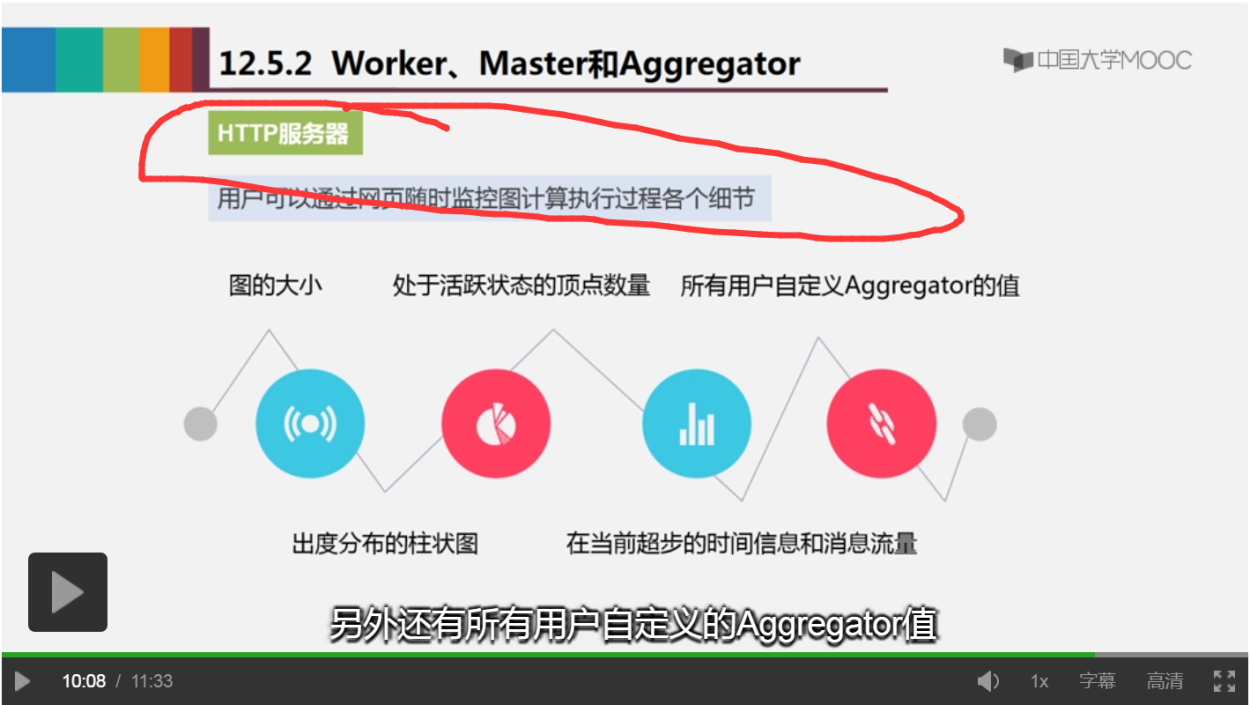 12.5.2 Worker、Master和Aggregator
中国大学MOOC
HTTP服务器
用户可以通过网页随时监控图计算执行过程各个细节
图的大小
处于活跃状态的顶点数量
所有用户自定义Aggregator的值
出度分布的柱状图
在当前超步的时间信息和消息流量
另外还有所有用户自定义的Aggregator值
10:08 / 11:33
1x
字幕
高清